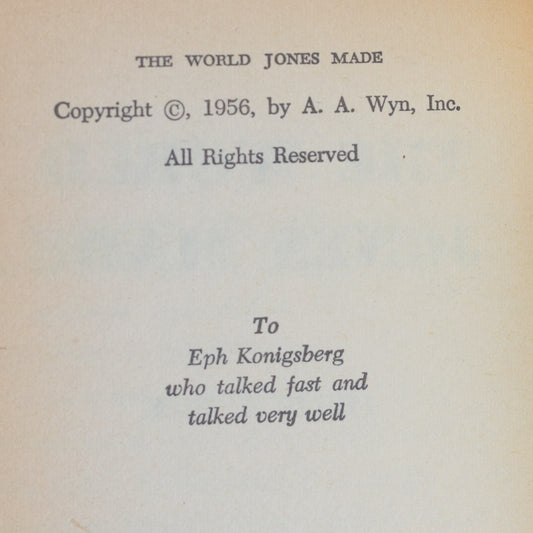 THE WORLD JONES MADE
Copyright ©, 1956, by A. A. Wyn, Inc.
All Rights Reserved
To
Eph Konigsberg
who talked fast and
talked very well